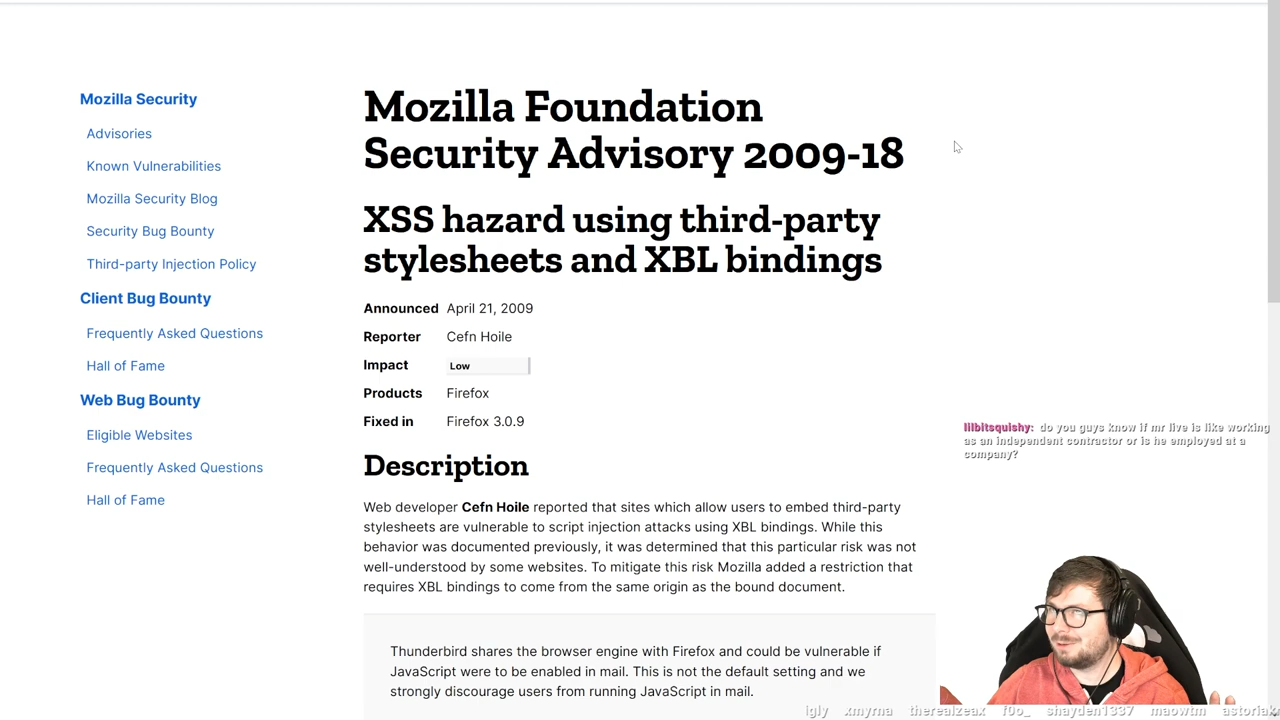 Mozilla Security
Advisories
Known Vulnerabilities
Mozilla Security Blog
Security Bug Bounty
Third-party Injection Policy
Client Bug Bounty
Frequently Asked Questions
Hall of Fame
Web Bug Bounty
Eligible Websites
Frequently Asked Questions
Hall of Fame
Mozilla Foundation
Security Advisory 2009-18
XSS hazard using third-party
stylesheets and XBL bindings
Announced April 21, 2009
Reporter Cefn Hoile
Impact Low
Products Firefox
Fixed in Firefox 3.0.9
Description
Web developer Cefn Hoile reported that sites which allow users to embed third-party
stylesheets are vulnerable to script injection attacks using XBL bindings. While this
behavior was documented previously, it was determined that this particular risk was not
well-understood by some websites. To mitigate this risk Mozilla added a restriction that
requires XBL bindings to come from the same origin as the bound document.
Thunderbird shares the browser engine with Firefox and could be vulnerable if
JavaScript were to be enabled in mail. This is not the default setting and we
strongly discourage users from running JavaScript in mail.
lilbitsquishy: do you guys know if mr live is like working
as an independent contractor or is he employed at a
company?
igly xmyrna therealzeax f0o_ shayden1337 maowtm astoriak